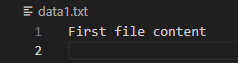 data1.txt
1 First file content
2